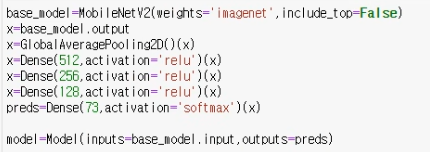 base_model=MobileNetV2(weights='imagenet',include_top=False)
x=base_model.output
x=GlobalAveragePooling2D()(x)
x=Dense(512,activation='relu')(x)
x=Dense(256,activation='relu')(x)
x=Dense(128,activation='relu')(x)
preds=Dense(73,activation='softmax')(x)
model=Model(inputs=base_model.input,outputs=preds)